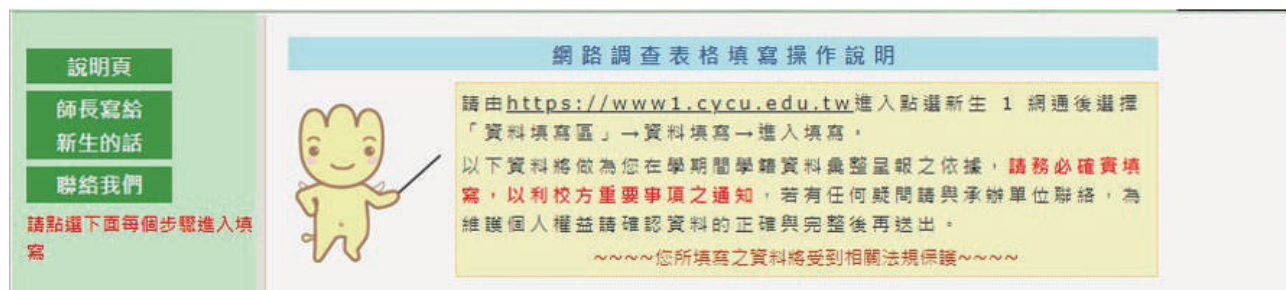 說明頁
師長寫給
新生的話
聯絡我們
請點選下面每個步驟進入填
寫
網路調查表格填寫操作說明
請由https://www1.cycu.edu.tw進入點選新生 1 網通後選擇
「資料填寫區」→資料填寫→進入填寫。
以下資料將做為您在學期間學籍資料彙整呈報之依據，請務必確實填
寫，以利校方重要事項之通知，若有任何疑問請與承辦單位聯絡，為
維護個人權益請確認資料的正確與完整後再送出。
~~~~您所填寫之資料將受到相關法規保護~~~~